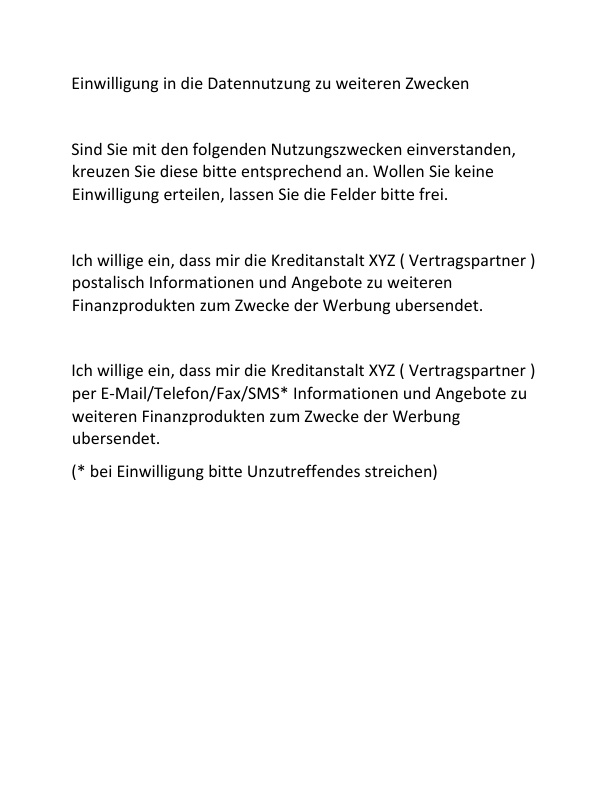 Einwilligung in die Datennutzung zu weiteren Zwecken
Sind Sie mit den folgenden Nutzungszwecken einverstanden,
kreuzen Sie diese bitte entsprechend an. Wollen Sie keine
Einwilligung erteilen, lassen Sie die Felder bitte frei.
Ich willige ein, dass mir die Kreditanstalt XYZ ( Vertragspartner )
postalisch Informationen und Angebote zu weiteren
Finanzprodukten zum Zwecke der Werbung ubersendet.
Ich willige ein, dass mir die Kreditanstalt XYZ ( Vertragspartner )
per E-Mail/Telefon/Fax/SMS* Informationen und Angebote zu
weiteren Finanzprodukten zum Zwecke der Werbung
ubersendet.
(* bei Einwilligung bitte Unzutreffendes streichen)